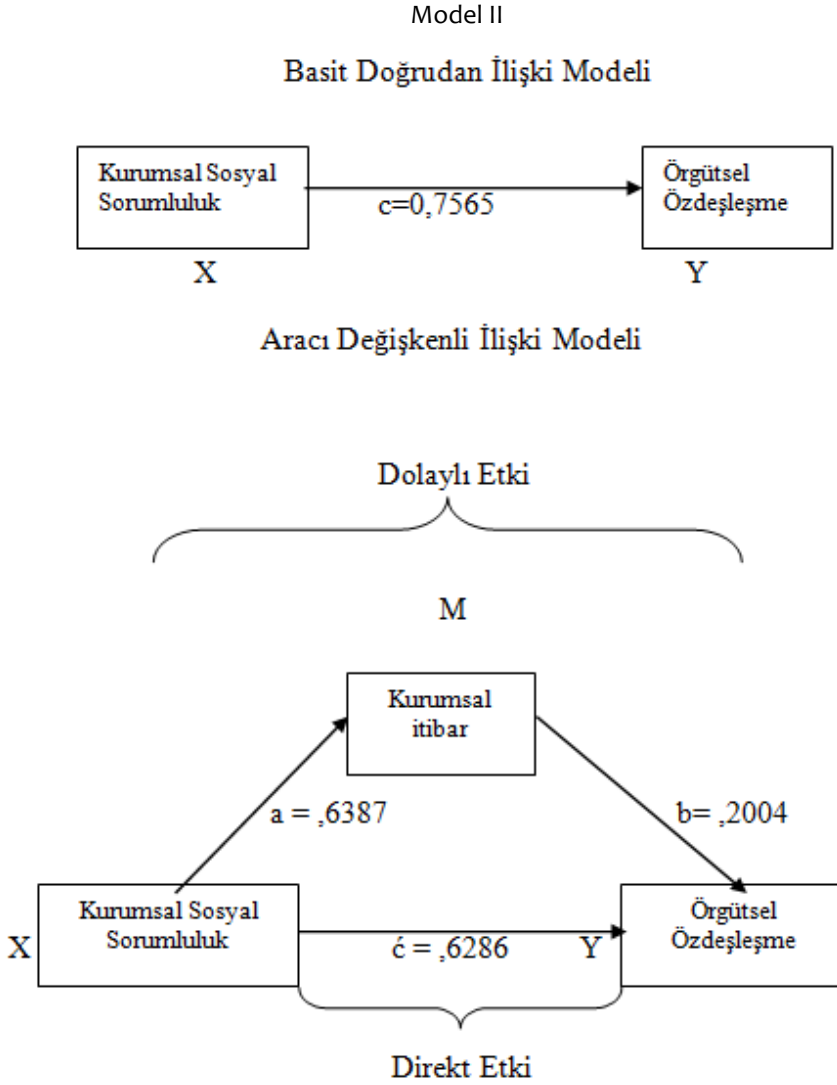 Model II
Basit Doğrudan İlişki Modeli
Kurumsal Sosyal
Sorumluluk
c=0,7565
Örgütsel
Özdeşleşme
X
Y
Aracı Değişkenli İlişki Modeli
Dolaylı Etki
M
Kurumsal
itibar
a = ,6387
b= ,2004
X
Kurumsal Sosyal
Sorumluluk
ć = ,6286
Y
Örgütsel
Özdeşleşme
Direkt Etki